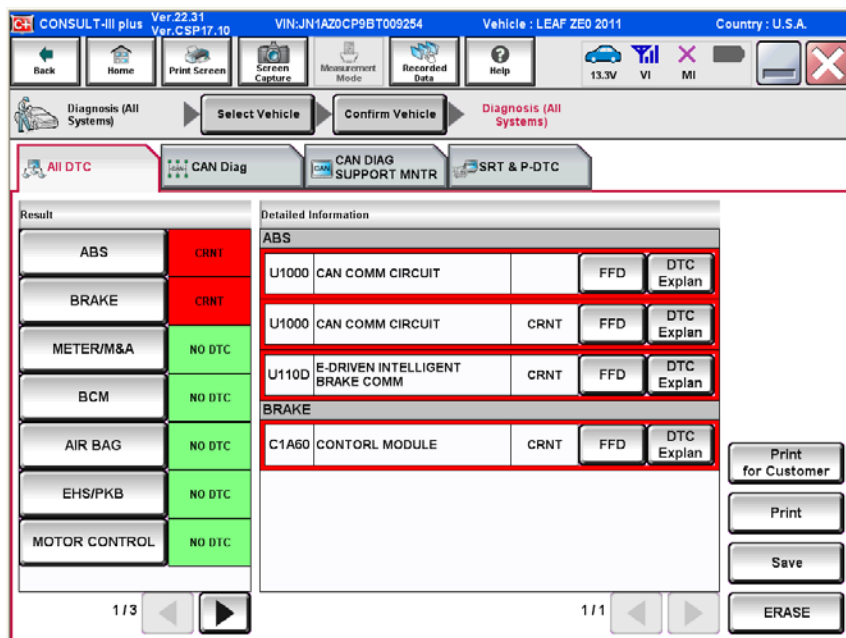 C+ CONSULT-III plus Ver.22.31 Ver.CSP17.10 VIN:JN1AZ0CP9BT009254 Vehicle : LEAF ZE0 2011 Country : U.S.A.
Back Home Print Screen Screen Capture Measurement Mode Recorded Data Help 13.3V VI MI
Diagnosis (All Systems) Select Vehicle Confirm Vehicle Diagnosis (All Systems)
All DTC CAN Diag CAN DIAG SUPPORT MNTR SRT & P-DTC
Result
ABS CRNT
BRAKE CRNT
METER/M&A NO DTC
BCM NO DTC
AIR BAG NO DTC
EHS/PKB NO DTC
MOTOR CONTROL NO DTC
1/3
Detailed Information
ABS
U1000 CAN COMM CIRCUIT FFD DTC Explan
U1000 CAN COMM CIRCUIT CRNT FFD DTC Explan
U110D E-DRIVEN INTELLIGENT BRAKE COMM CRNT FFD DTC Explan
BRAKE
C1A60 CONTORL MODULE CRNT FFD DTC Explan
1/1
Print for Customer
Print
Save
ERASE